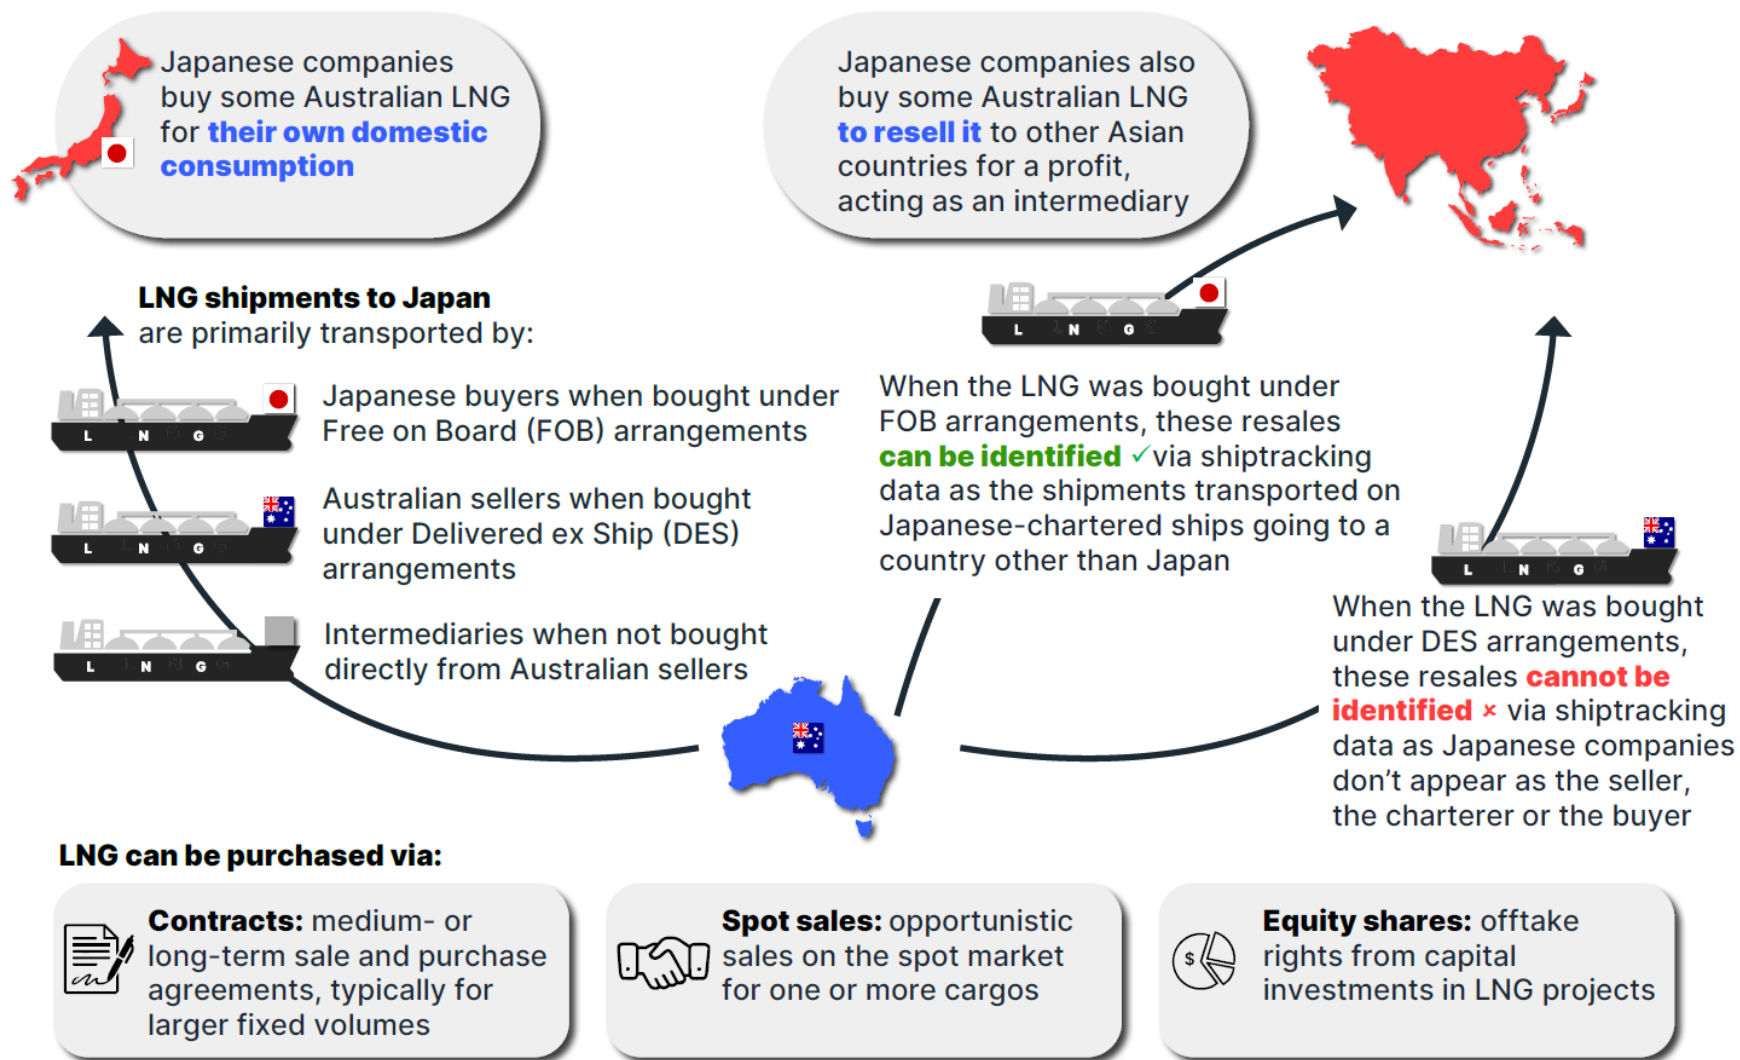 Japanese companies
buy some Australian LNG
for their own domestic
consumption
Japanese companies also
buy some Australian LNG
to resell it to other Asian
countries for a profit,
acting as an intermediary
LNG shipments to Japan
are primarily transported by:
L N G
Japanese buyers when bought under
Free on Board (FOB) arrangements
L N G
Australian sellers when bought
under Delivered ex Ship (DES)
arrangements
L N G
Intermediaries when not bought
directly from Australian sellers
L N G
When the LNG was bought under
FOB arrangements, these resales
can be identified ✓via shiptracking
data as the shipments transported on
Japanese-chartered ships going to a
country other than Japan
L N G
When the LNG was bought
under DES arrangements,
these resales cannot be
identified × via shiptracking
data as Japanese companies
don't appear as the seller,
the charterer or the buyer
LNG can be purchased via:
Contracts: medium- or
long-term sale and purchase
agreements, typically for
larger fixed volumes
Spot sales: opportunistic
sales on the spot market
for one or more cargos
$
Equity shares: offtake
rights from capital
investments in LNG projects